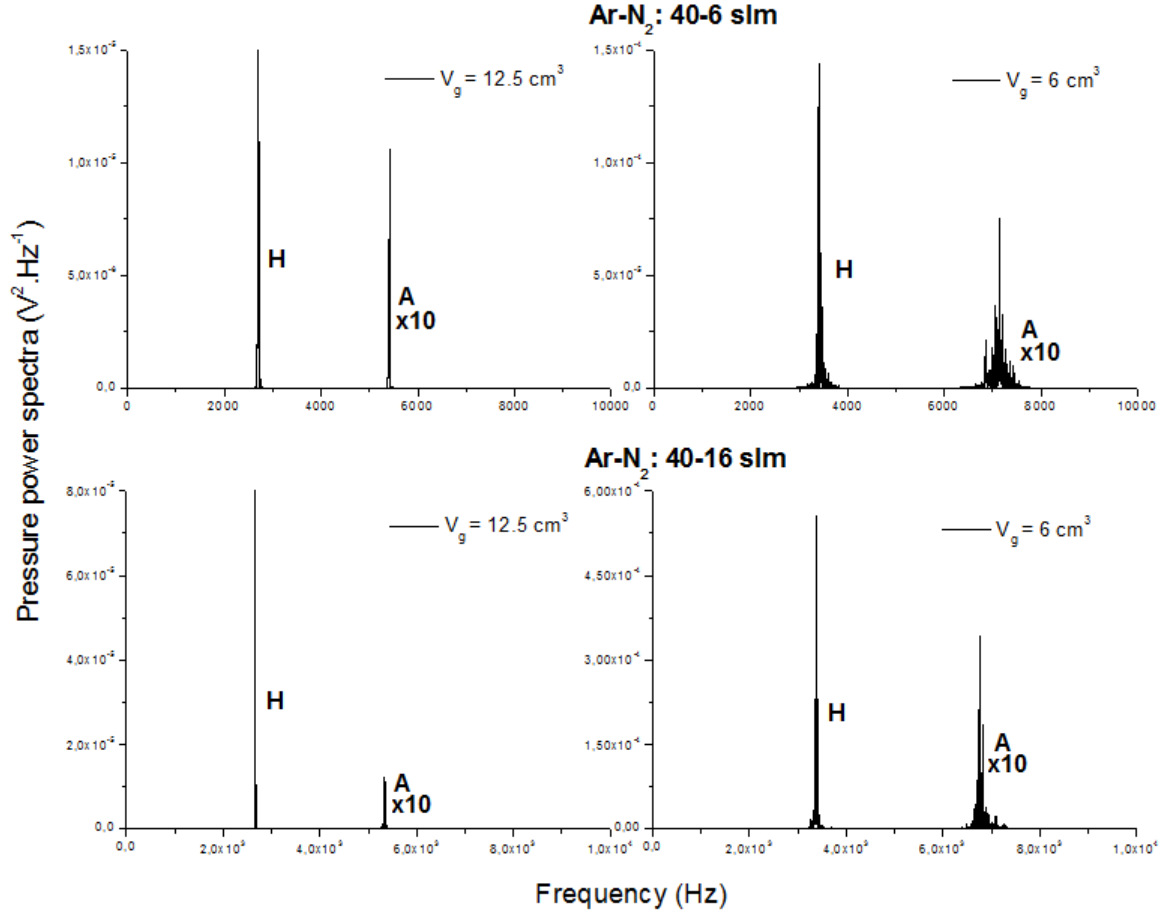 Ar-N2: 40-6 slm
Pressure power spectra (V2.Hz-1)
1,5x10-5
1,0x10-5
5,0x10-6
0,0
Vg = 12.5 cm3
H
A
x10
0 2000 4000 6000 8000 10000
1,5x10-4
1,0x10-4
5,0x10-5
0,0
Vg = 6 cm3
H
A
x10
0 2000 4000 6000 8000 10000
Ar-N2: 40-16 slm
8,0x10-5
6,0x10-5
4,0x10-5
2,0x10-5
0,0
Vg = 12.5 cm3
H
A
x10
0,0 2,0x103 4,0x103 6,0x103 8,0x103 1,0x104
6,00x10-4
4,50x10-4
3,00x10-4
1,50x10-4
0,00
Vg = 6 cm3
H
A
x10
0,0 2,0x103 4,0x103 6,0x103 8,0x103 1,0x104
Frequency (Hz)